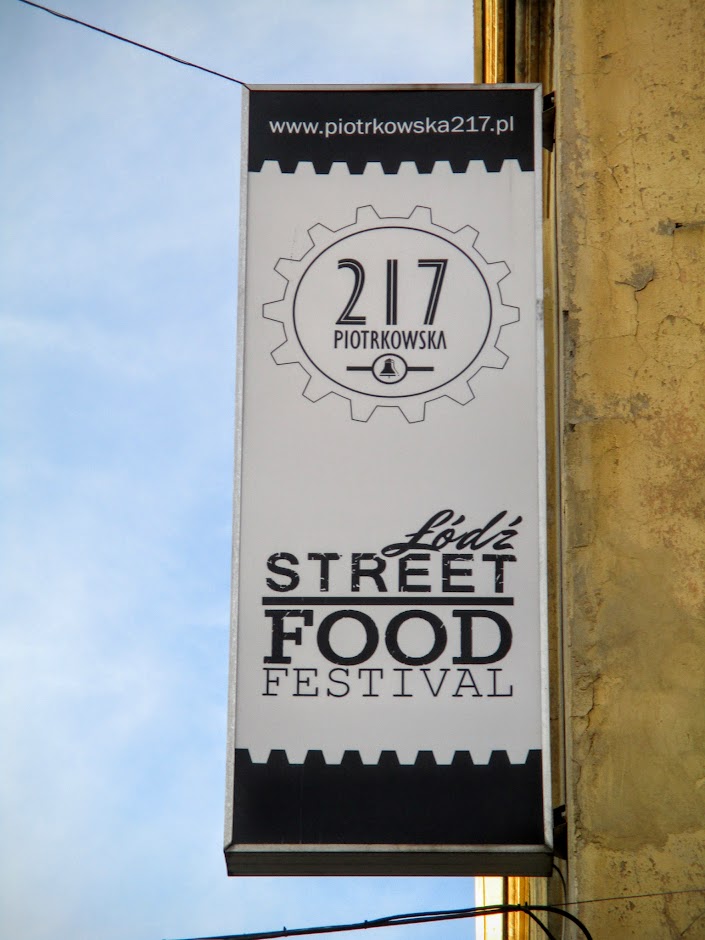 www.piotrkowska217.pl
217
PIOTRKOWSKA
Łódź
STREET
FOOD
FESTIVAL